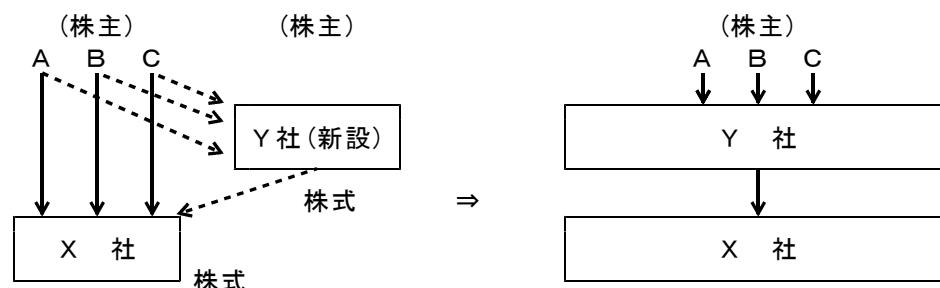 (株主) (株主) (株主)
A B C A B C
Y社(新設) Y 社
株式 ⇒
X 社 X 社
株式